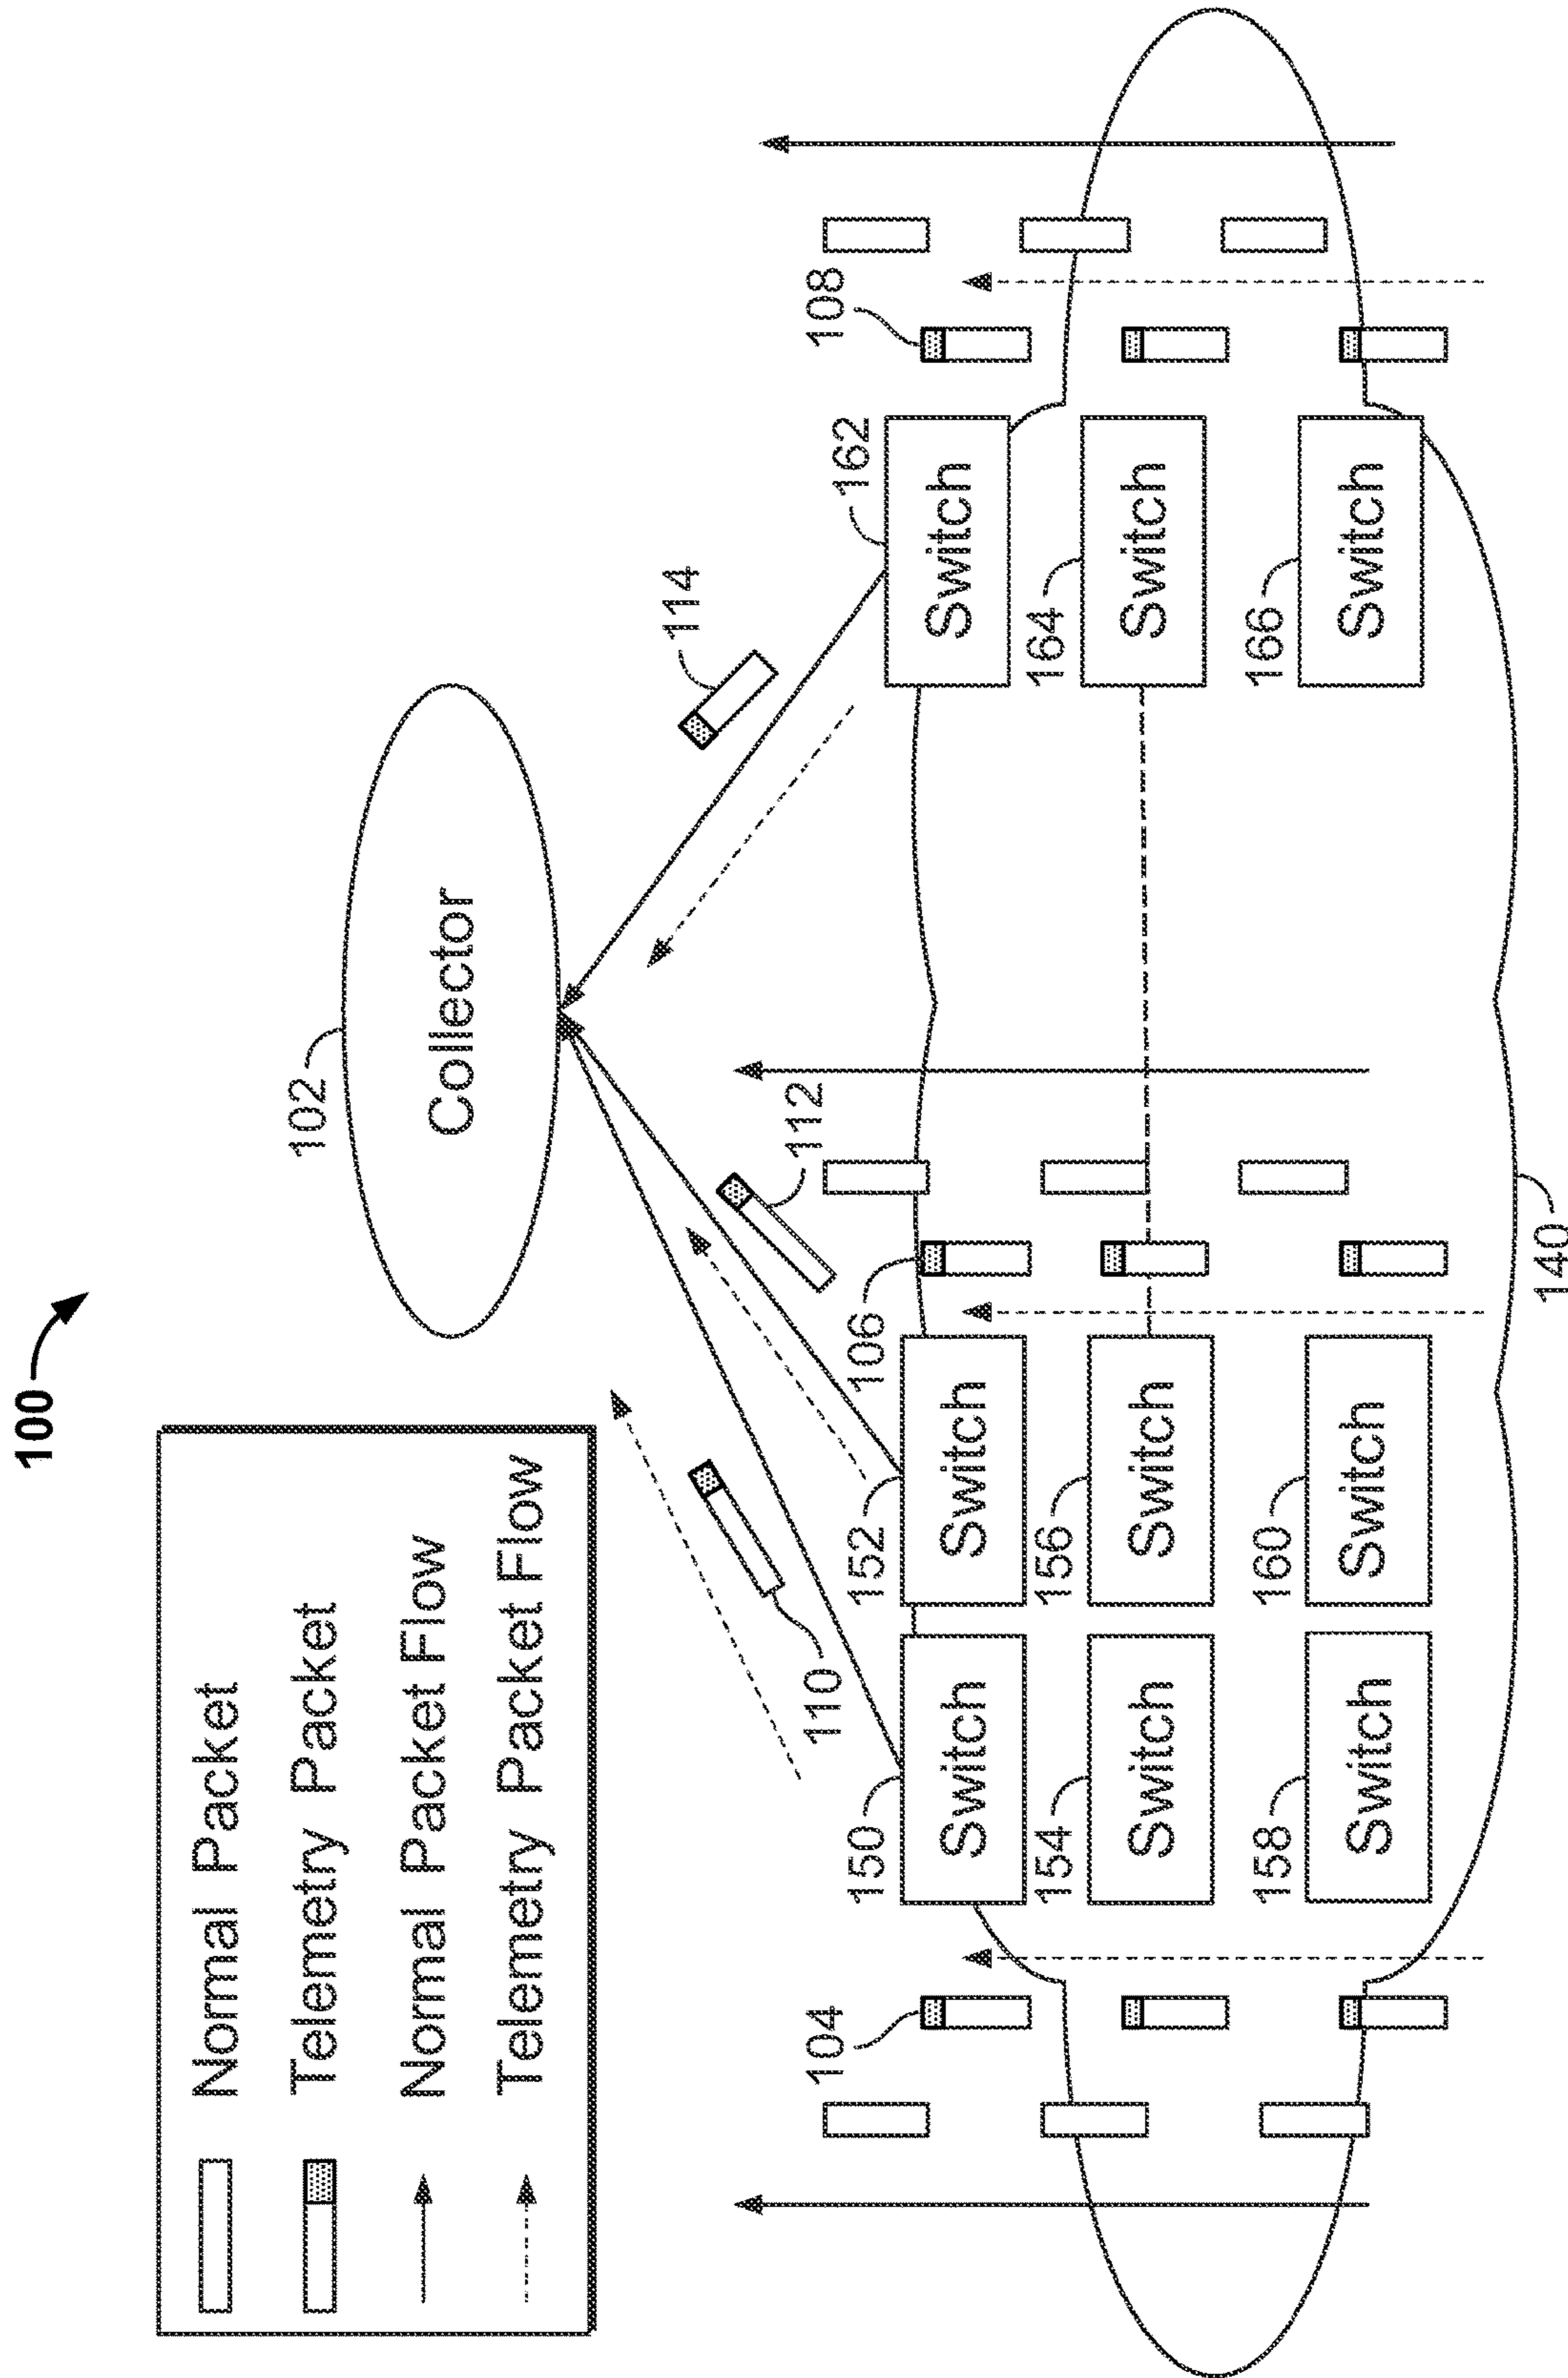 100
Normal Packet
Telemetry Packet
Normal Packet Flow
Telemetry Packet Flow
102
Collector
110
112
114
104
106
108
150
Switch
152
Switch
162
Switch
154
Switch
156
Switch
164
Switch
158
Switch
160
Switch
166
Switch
140